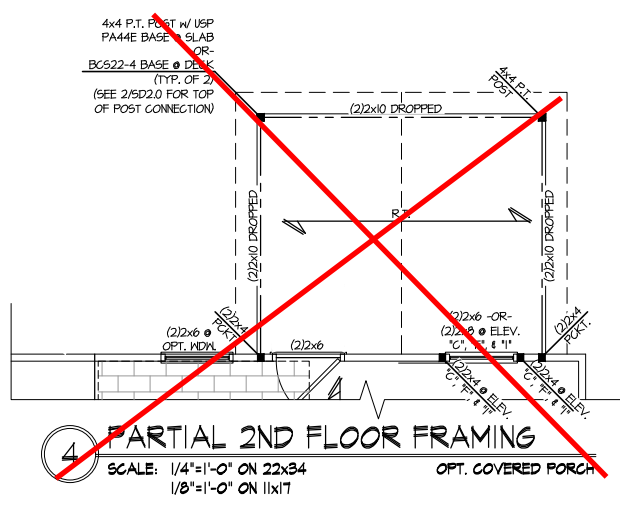 4x4 P.T. POST w/ USP
PA44E BASE @ SLAB
-OR-
BCS22-4 BASE @ DECK
(TYP. OF 2)
(SEE 2/SD2.0 FOR TOP
OF POST CONNECTION)
4x4 P.T.
POST
(2)2x10 DROPPED
(2)2x10 DROPPED
(2)2x10 DROPPED
R.T.
(2)2x4
PCKT.
(2)2x6 @
OPT. WDW.
(2)2x6
(2)2x6 -OR-
(2)2x8 @ ELEV.
"C", "F", & "I"
(2)2x4
PCKT.
(2)2x4 @ ELEV.
"C", "F", & "I"
(2)2x4 @ ELEV.
"C", "F", & "I"
4
PARTIAL 2ND FLOOR FRAMING
SCALE: 1/4"=1'-0" ON 22x34
OPT. COVERED PORCH
1/8"=1'-0" ON 11x17